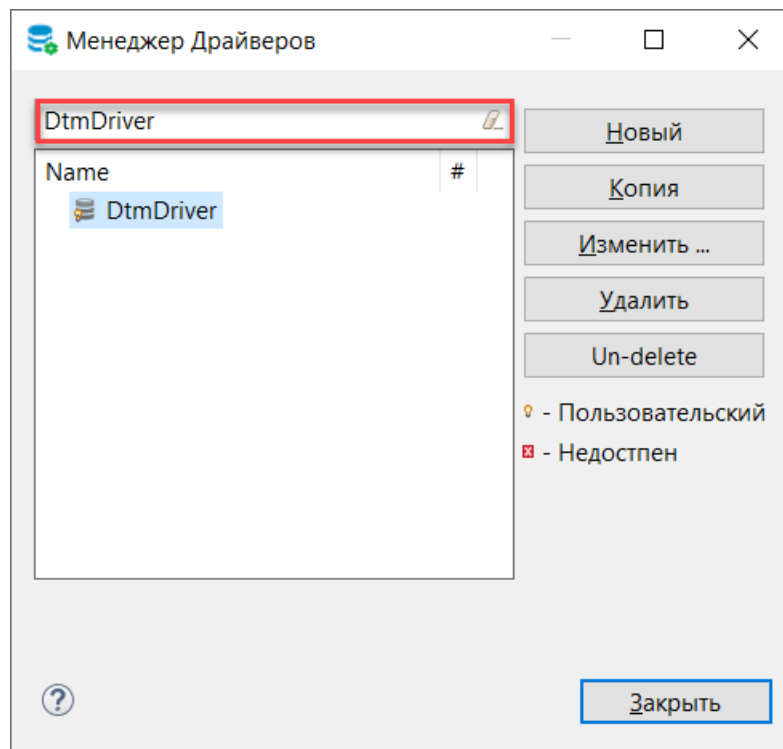 Менеджер Драйверов
DtmDriver
Name #
DtmDriver
Новый
Копия
Изменить ...
Удалить
Un-delete
- Пользовательский
- Недостпен
?
Закрыть